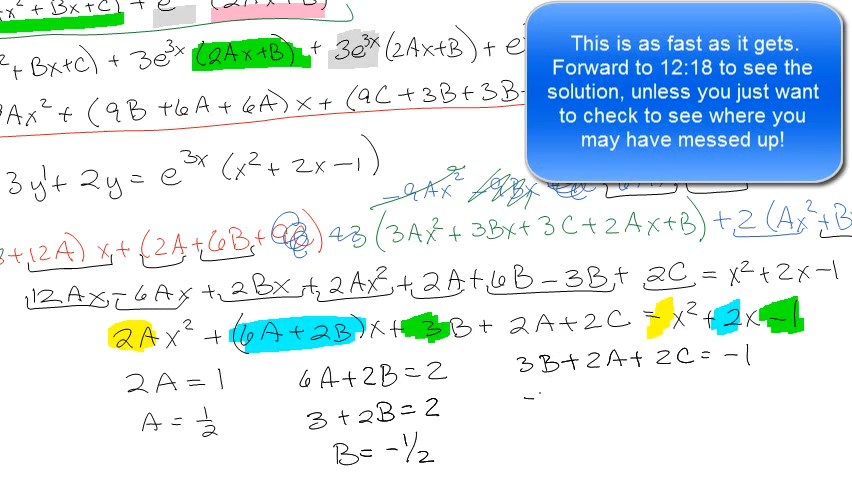 Ax² + Bx + C) + e (2Ax + B)
² + Bx + C) + 3e^3x (2Ax + B) + 3e^3x (2Ax + B) + e
9Ax² + (9B + 6A + 6A) x + (9C + 3B + 3B
This is as fast as it gets.
Forward to 12:18 to see the
solution, unless you just want
to check to see where you
may have messed up!
3y' + 2y = e^3x (x² + 2x - 1)
- 9Ax² - 9Bx
+ 12A) x + (2A + 6B + 9C) - 3 (3Ax² + 3Bx + 3C + 2Ax + B) + 2 (Ax² + B
12Ax - 6Ax + 2Bx + 2Ax² + 2A + 6B - 3B + 2C = x² + 2x - 1
2Ax² + (6A + 2B)x + 3B + 2A + 2C = x² + 2x - 1
2A = 1 6A + 2B = 2 3B + 2A + 2C = -1
A = 1/2 3 + 2B = 2 -
B = -1/2